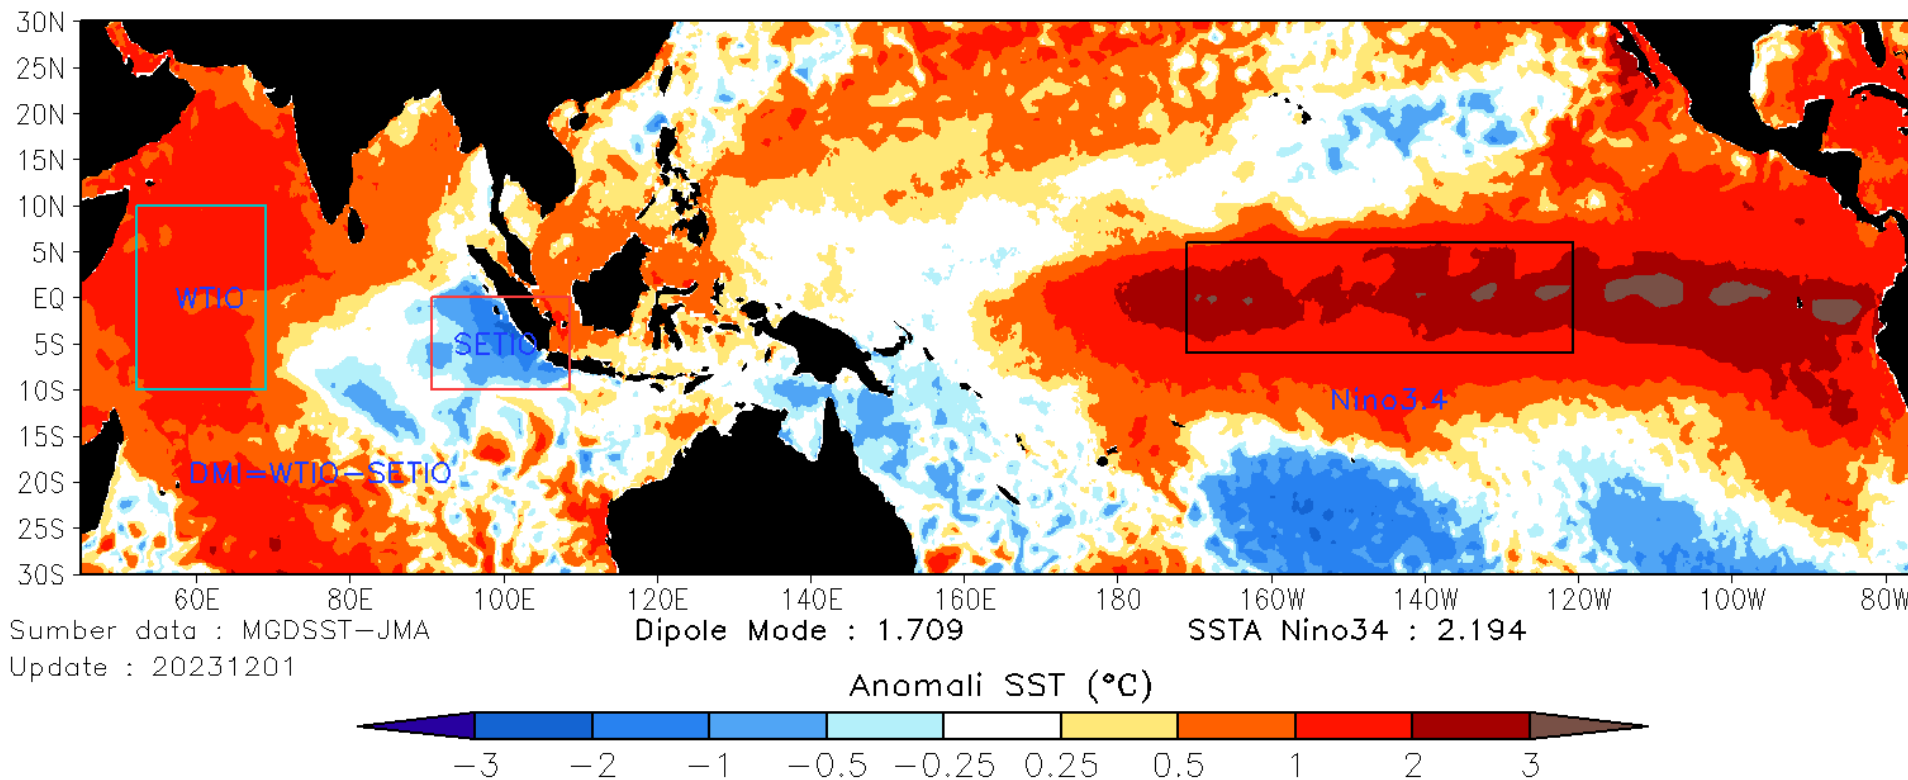 30N
25N
20N
15N
10N
5N
EQ
5S
10S
15S
20S
25S
30S
WTIO
SETIO
Nino3.4
DMI=WTIO-SETIO
60E 80E 100E 120E 140E 160E 180 160W 140W 120W 100W 80W
Sumber data : MGDSST-JMA Dipole Mode : 1.709 SSTA Nino34 : 2.194
Update : 20231201
Anomali SST (°C)
-3 -2 -1 -0.5 -0.25 0.25 0.5 1 2 3